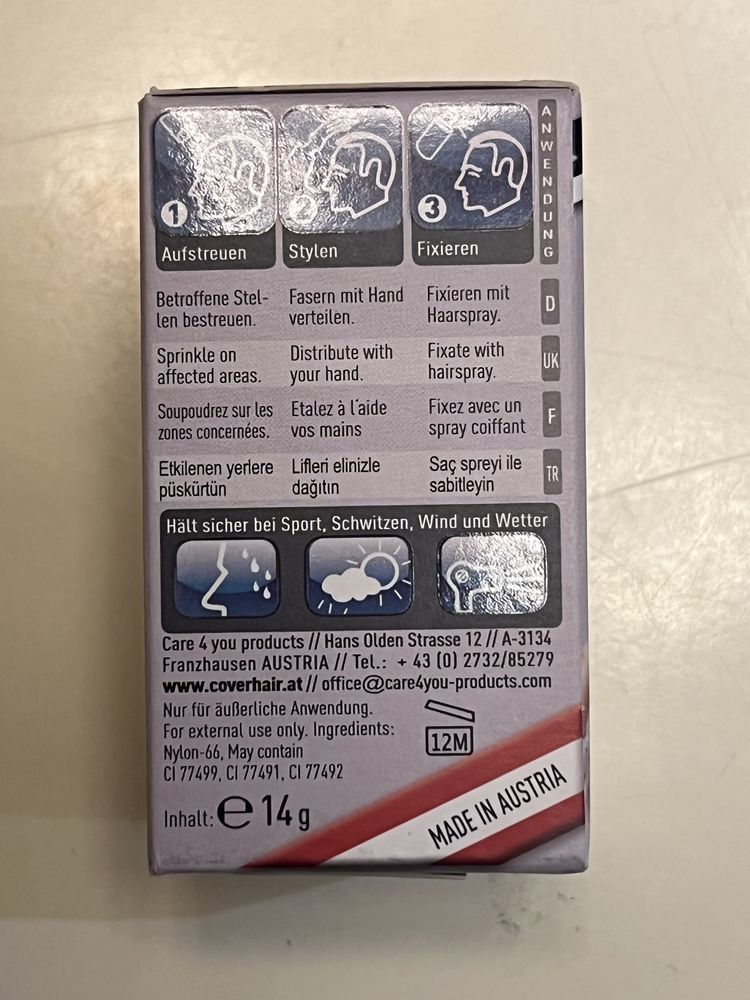 1
2
3
ANWENDUNG
Aufstreuen
Stylen
Fixieren
Betroffene Stel-
len bestreuen.
Fasern mit Hand
verteilen.
Fixieren mit
Haarspray.
D
Sprinkle on
affected areas.
Distribute with
your hand.
Fixate with
hairspray.
UK
Soupoudrez sur les
zones concernées.
Etalez à l'aide
vos mains
Fixez avec un
spray coiffant
F
Etkilenen yerlere
püskürtün
Lifleri elinizle
dağıtın
Saç spreyi ile
sabitleyin
TR
Hält sicher bei Sport, Schwitzen, Wind und Wetter
Care 4 you products // Hans Olden Strasse 12 // A-3134
Franzhausen AUSTRIA // Tel.: + 43 (0) 2732/85279
www.coverhair.at // office@care4you-products.com
Nur für äußerliche Anwendung.
For external use only. Ingredients:
Nylon-66, May contain
CI 77499, CI 77491, CI 77492
12M
Inhalt: e 14 g
MADE IN AUSTRIA